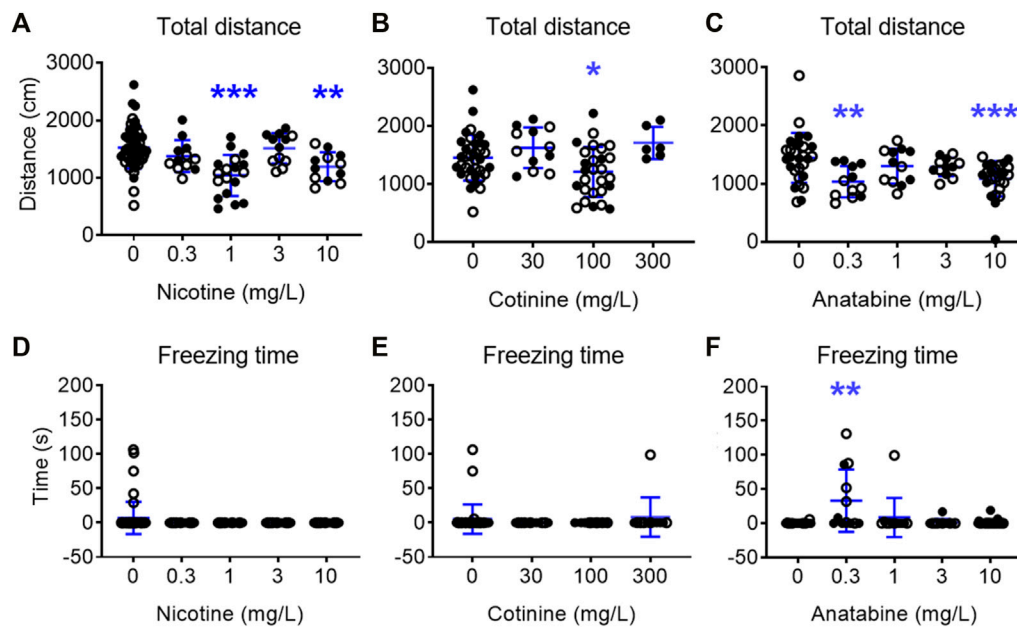 A Total distance
B Total distance
C Total distance
*** **
*
** ***
Distance (cm)
3000
2000
1000
0
3000
2000
1000
0
3000
2000
1000
0
0 0.3 1 3 10
0 30 100 300
0 0.3 1 3 10
Nicotine (mg/L)
Cotinine (mg/L)
Anatabine (mg/L)
D Freezing time
E Freezing time
F Freezing time
**
Time (s)
200
150
100
50
0
-50
200
150
100
50
0
-50
200
150
100
50
0
-50
0 0.3 1 3 10
0 30 100 300
0 0.3 1 3 10
Nicotine (mg/L)
Cotinine (mg/L)
Anatabine (mg/L)